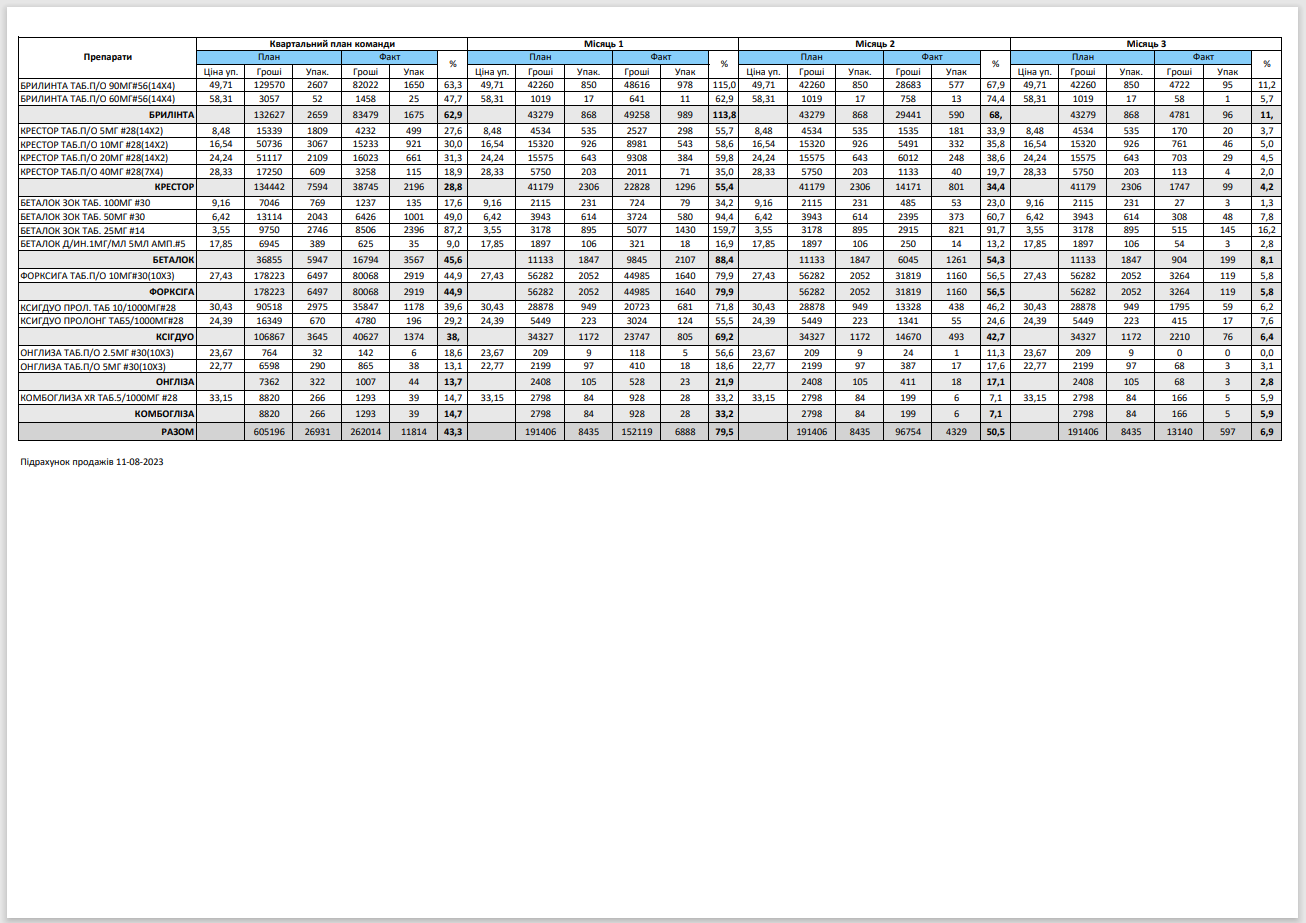 Препарати Квартальний план команди Місяць 1 Місяць 2 Місяць 3
План Факт % План Факт % План Факт % План Факт %
Ціна уп. Гроші Упак. Гроші Упак Ціна уп. Гроші Упак. Гроші Упак Ціна уп. Гроші Упак. Гроші Упак Ціна уп. Гроші Упак. Гроші Упак
БРИЛИНТА ТАБ.П/О 90МГ#56(14Х4) 49,71 129570 2607 82022 1650 63,3 49,71 42260 850 48616 978 115,0 49,71 42260 850 28683 577 67,9 49,71 42260 850 4722 95 11,2
БРИЛИНТА ТАБ.П/О 60МГ#56(14Х4) 58,31 3057 52 1458 25 47,7 58,31 1019 17 641 11 62,9 58,31 1019 17 758 13 74,4 58,31 1019 17 58 1 5,7
БРИЛІНТА 132627 2659 83479 1675 62,9 43279 868 49258 989 113,8 43279 868 29441 590 68, 43279 868 4781 96 11,
КРЕСТОР ТАБ.П/О 5МГ #28(14Х2) 8,48 15339 1809 4232 499 27,6 8,48 4534 535 2527 298 55,7 8,48 4534 535 1535 181 33,9 8,48 4534 535 170 20 3,7
КРЕСТОР ТАБ.П/О 10МГ #28(14Х2) 16,54 50736 3067 15233 921 30,0 16,54 15320 926 8981 543 58,6 16,54 15320 926 5491 332 35,8 16,54 15320 926 761 46 5,0
КРЕСТОР ТАБ.П/О 20МГ #28(14Х2) 24,24 51117 2109 16023 661 31,3 24,24 15575 643 9308 384 59,8 24,24 15575 643 6012 248 38,6 24,24 15575 643 703 29 4,5
КРЕСТОР ТАБ.П/О 40МГ #28(7Х4) 28,33 17250 609 3258 115 18,9 28,33 5750 203 2011 71 35,0 28,33 5750 203 1133 40 19,7 28,33 5750 203 113 4 2,0
КРЕСТОР 134442 7594 38745 2196 28,8 41179 2306 22828 1296 55,4 41179 2306 14171 801 34,4 41179 2306 1747 99 4,2
БЕТАЛОК ЗОК ТАБ. 100МГ #30 9,16 7046 769 1237 135 17,6 9,16 2115 231 724 79 34,2 9,16 2115 231 485 53 23,0 9,16 2115 231 27 3 1,3
БЕТАЛОК ЗОК ТАБ. 50МГ #30 6,42 13114 2043 6426 1001 49,0 6,42 3943 614 3724 580 94,4 6,42 3943 614 2395 373 60,7 6,42 3943 614 308 48 7,8
БЕТАЛОК ЗОК ТАБ. 25МГ #14 3,55 9750 2746 8506 2396 87,2 3,55 3178 895 5077 1430 159,7 3,55 3178 895 2915 821 91,7 3,55 3178 895 515 145 16,2
БЕТАЛОК Д/ИН.1МГ/МЛ 5МЛ АМП.#5 17,85 6945 389 625 35 9,0 17,85 1897 106 321 18 16,9 17,85 1897 106 250 14 13,2 17,85 1897 106 54 3 2,8
БЕТАЛОК 36855 5947 16794 3567 45,6 11133 1847 9845 2107 88,4 11133 1847 6045 1261 54,3 11133 1847 904 199 8,1
ФОРКСИГА ТАБ.П/О 10МГ#30(10Х3) 27,43 178223 6497 80068 2919 44,9 27,43 56282 2052 44985 1640 79,9 27,43 56282 2052 31819 1160 56,5 27,43 56282 2052 3264 119 5,8
ФОРКСІГА 178223 6497 80068 2919 44,9 56282 2052 44985 1640 79,9 56282 2052 31819 1160 56,5 56282 2052 3264 119 5,8
КСИГДУО ПРОЛ. ТАБ 10/1000МГ#28 30,43 90518 2975 35847 1178 39,6 30,43 28878 949 20723 681 71,8 30,43 28878 949 13328 438 46,2 30,43 28878 949 1795 59 6,2
КСИГДУО ПРОЛОНГ ТАБ5/1000МГ#28 24,39 16349 670 4780 196 29,2 24,39 5449 223 3024 124 55,5 24,39 5449 223 1341 55 24,6 24,39 5449 223 415 17 7,6
КСІГДУО 106867 3645 40627 1374 38, 34327 1172 23747 805 69,2 34327 1172 14670 493 42,7 34327 1172 2210 76 6,4
ОНГЛИЗА ТАБ.П/О 2.5МГ #30(10Х3) 23,67 764 32 142 6 18,6 23,67 209 9 118 5 56,6 23,67 209 9 24 1 11,3 23,67 209 9 0 0 0,0
ОНГЛИЗА ТАБ.П/О 5МГ #30(10Х3) 22,77 6598 290 865 38 13,1 22,77 2199 97 410 18 18,6 22,77 2199 97 387 17 17,6 22,77 2199 97 68 3 3,1
ОНГЛІЗА 7362 322 1007 44 13,7 2408 105 528 23 21,9 2408 105 411 18 17,1 2408 105 68 3 2,8
КОМБОГЛИЗА XR ТАБ.5/1000МГ #28 33,15 8820 266 1293 39 14,7 33,15 2798 84 928 28 33,2 33,15 2798 84 199 6 7,1 33,15 2798 84 166 5 5,9
КОМБОГЛІЗА 8820 266 1293 39 14,7 2798 84 928 28 33,2 2798 84 199 6 7,1 2798 84 166 5 5,9
РАЗОМ 605196 26931 262014 11814 43,3 191406 8435 152119 6888 79,5 191406 8435 96754 4329 50,5 191406 8435 13140 597 6,9
Підрахунок продажів 11-08-2023